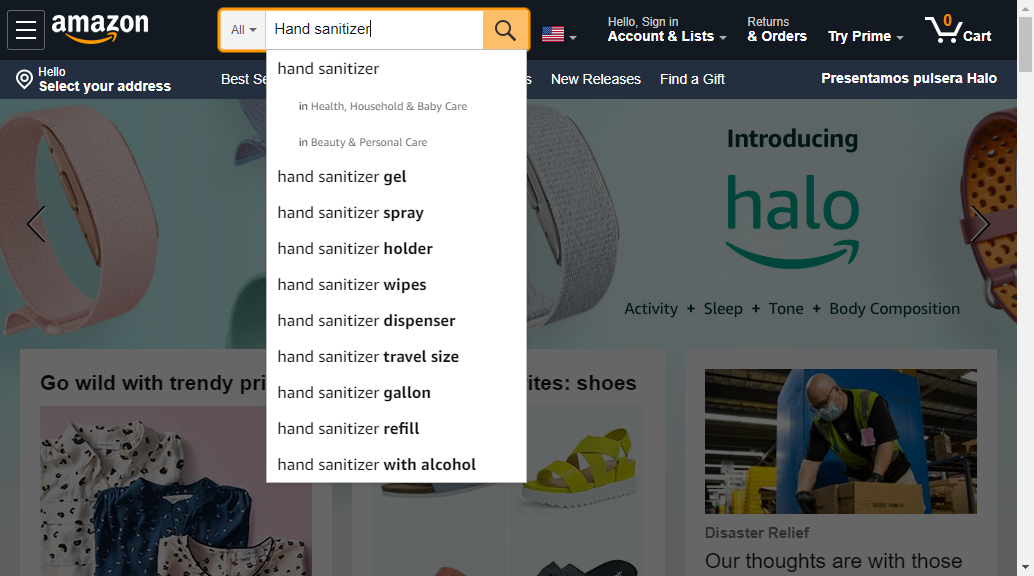 amazon
All
Hand sanitizer
Hello, Sign in
Account & Lists
Returns
& Orders
Try Prime
0
Cart
Hello
Select your address
Best Se
s
New Releases
Find a Gift
Presentamos pulsera Halo
hand sanitizer
in Health, Household & Baby Care
in Beauty & Personal Care
hand sanitizer gel
hand sanitizer spray
hand sanitizer holder
hand sanitizer wipes
hand sanitizer dispenser
hand sanitizer travel size
hand sanitizer gallon
hand sanitizer refill
hand sanitizer with alcohol
Introducing
halo
Activity + Sleep + Tone + Body Composition
Go wild with trendy pri
ites: shoes
Disaster Relief
Our thoughts are with those